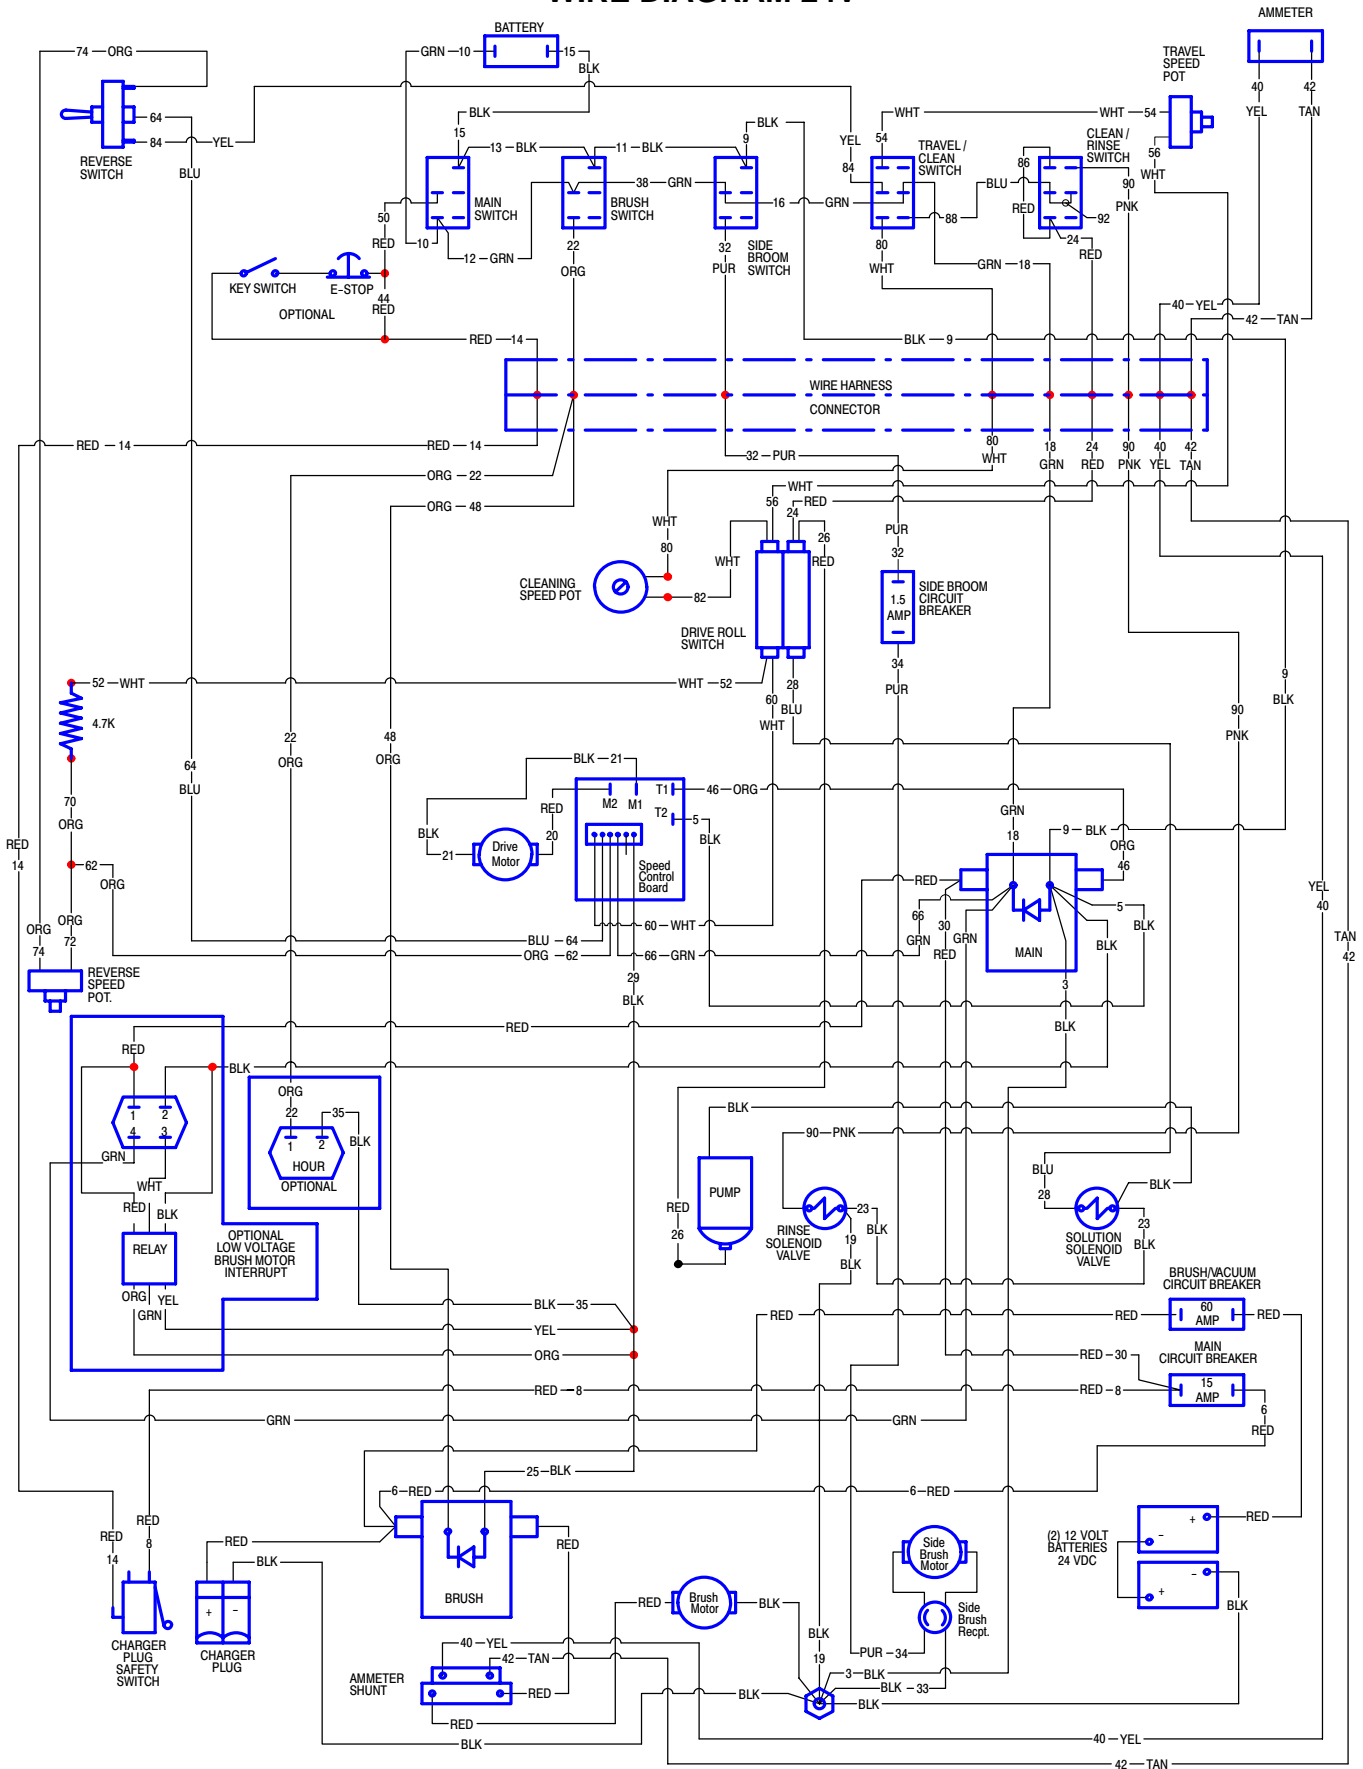 BATTERY
AMMETER
74 ORG
GRN 10
15
BLK
TRAVEL
SPEED
POT
40
YEL
42
TAN
64
84 YEL
REVERSE
SWITCH
BLU
BLK
15
13 BLK
11 BLK
BLK
9
YEL
84
WHT
54
WHT 54
56
WHT
TRAVEL /
CLEAN
SWITCH
CLEAN /
RINSE
SWITCH
86
BLU
RED
90
PNK
92
88
24
RED
MAIN
SWITCH
BRUSH
SWITCH
38 GRN
16 GRN
SIDE
BROOM
SWITCH
50
RED
10
12 GRN
22
ORG
32
PUR
80
WHT
GRN 18
KEY SWITCH
E-STOP
OPTIONAL
44
RED
40 YEL
42 TAN
RED 14
BLK 9
WIRE HARNESS
CONNECTOR
RED 14
RED 14
ORG 22
ORG 48
32 PUR
80
WHT
18
GRN
24
RED
90
PNK
40
YEL
42
TAN
WHT
56
RED
24
26
RED
WHT
80
WHT
82
CLEANING
SPEED POT
DRIVE ROLL
SWITCH
PUR
32
1.5
AMP
SIDE BROOM
CIRCUIT
BREAKER
34
PUR
52 WHT
WHT 52
60
WHT
28
BLU
4.7K
9
BLK
90
PNK
22
ORG
48
ORG
64
BLU
70
ORG
62
ORG
ORG
72
ORG
74
RED
14
REVERSE
SPEED
POT.
BLK 21
RED
20
BLK
21
Drive
Motor
M2
M1
T1
T2
46 ORG
5
BLK
Speed
Control
Board
GRN
18
9 BLK
ORG
46
RED
66
GRN
30
RED
GRN
MAIN
5
BLK
BLK
3
BLK
YEL
40
TAN
42
60 WHT
BLU 64
ORG 62
66 GRN
29
BLK
RED
RED
BLK
1
2
4
3
GRN
WHT
RED
BLK
RELAY
ORG
GRN
YEL
OPTIONAL
LOW VOLTAGE
BRUSH MOTOR
INTERRUPT
ORG
22
35
BLK
1
2
HOUR
OPTIONAL
BLK
90 PNK
PUMP
RED
26
23
BLK
19
BLK
RINSE
SOLENOID
VALVE
BLU
28
BLK
23
BLK
SOLUTION
SOLENOID
VALVE
BLK 35
YEL
ORG
RED
RED
BRUSH/VACUUM
CIRCUIT BREAKER
60
AMP
RED
RED 30
MAIN
CIRCUIT BREAKER
15
AMP
RED 8
RED 8
6
RED
GRN
GRN
25 BLK
6 RED
6 RED
RED
14
RED
8
RED
BLK
+
-
CHARGER
PLUG
SAFETY
SWITCH
CHARGER
PLUG
BRUSH
RED
RED
Brush
Motor
BLK
Side
Brush
Motor
Side
Brush
Recpt.
(2) 12 VOLT
BATTERIES
24 VDC
+
-
RED
-
+
BLK
BLK
19
PUR 34
3 BLK
BLK 33
BLK
BLK
40 YEL
42 TAN
AMMETER
SHUNT
RED
RED
BLK
40 YEL
42 TAN